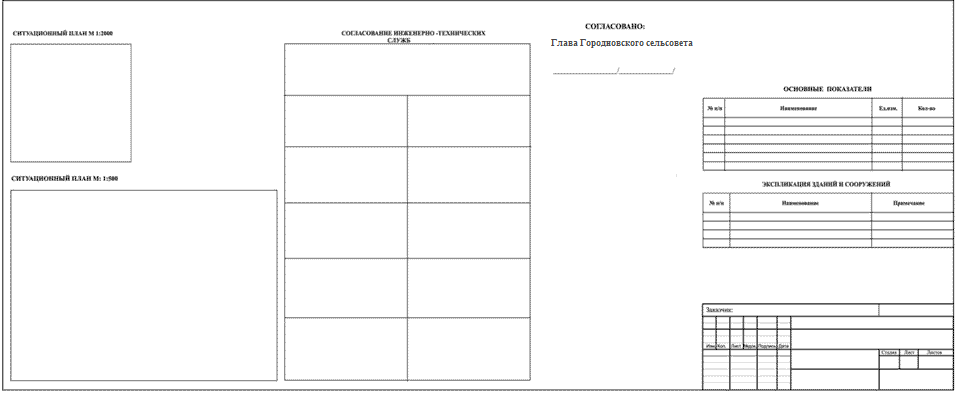 СИТУАЦИОННЫЙ ПЛАН М 1:2000
СИТУАЦИОННЫЙ ПЛАН М: 1:500
СОГЛАСОВАНИЕ ИНЖЕНЕРНО -ТЕХНИЧЕСКИХ
СЛУЖБ
СОГЛАСОВАНО:
Глава Городновского сельсовета
________________/______________/
ОСНОВНЫЕ ПОКАЗАТЕЛИ
№ п/п Наименование Ед.изм. Кол-во
ЭКСПЛИКАЦИЯ ЗДАНИЙ И СООРУЖЕНИЙ
№ п/п Наименование Примечание
Заказчик:
Изм. Кол. Лист №док. Подпись Дата
Стадия Лист Листов